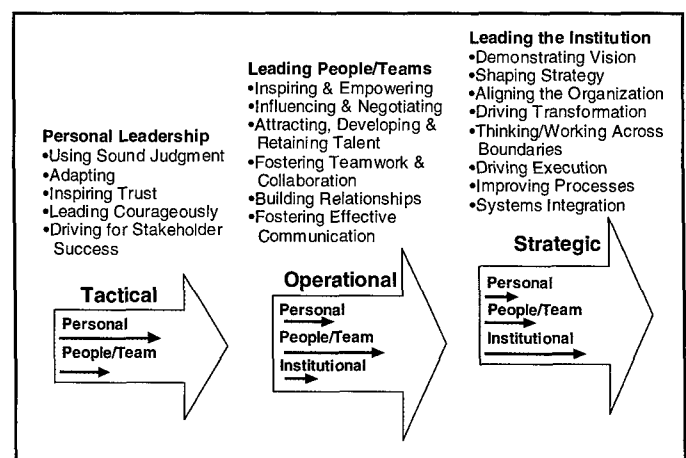 Personal Leadership
•Using Sound Judgment
•Adapting
•Inspiring Trust
•Leading Courageously
•Driving for Stakeholder
Success
Tactical
Personal
People/Team
Leading People/Teams
•Inspiring & Empowering
•Influencing & Negotiating
•Attracting, Developing &
Retaining Talent
•Fostering Teamwork &
Collaboration
•Building Relationships
•Fostering Effective
Communication
Operational
Personal
People/Team
Institutional
Leading the Institution
•Demonstrating Vision
•Shaping Strategy
•Aligning the Organization
•Driving Transformation
•Thinking/Working Across
Boundaries
•Driving Execution
•Improving Processes
•Systems Integration
Strategic
Personal
People/Team
Institutional